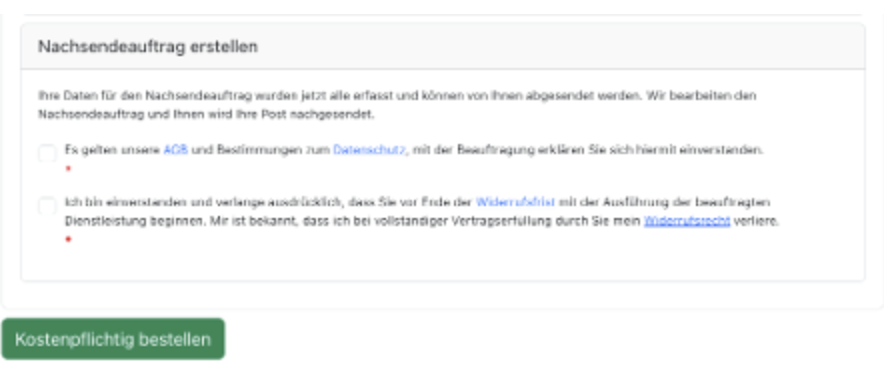 Nachsendeauftrag erstellen
Ihre Daten für den Nachsendeauftrag wurden jetzt alle erfasst und können von Ihnen abgesendet werden. Wir bearbeiten den
Nachsendeauftrag und Ihnen wird Ihre Post nachgesendet.
Es gelten unsere AGB und Bestimmungen zum Datenschutz, mit der Beauftragung erklären Sie sich hiermit einverstanden.
*
Ich bin einverstanden und verlange ausdrücklich, dass Sie vor Ende der Widerrufsfrist mit der Ausführung der beauftragten
Dienstleistung beginnen. Mir ist bekannt, dass ich bei vollständiger Vertragserfüllung durch Sie mein Widerrufsrecht verliere.
*
Kostenpflichtig bestellen